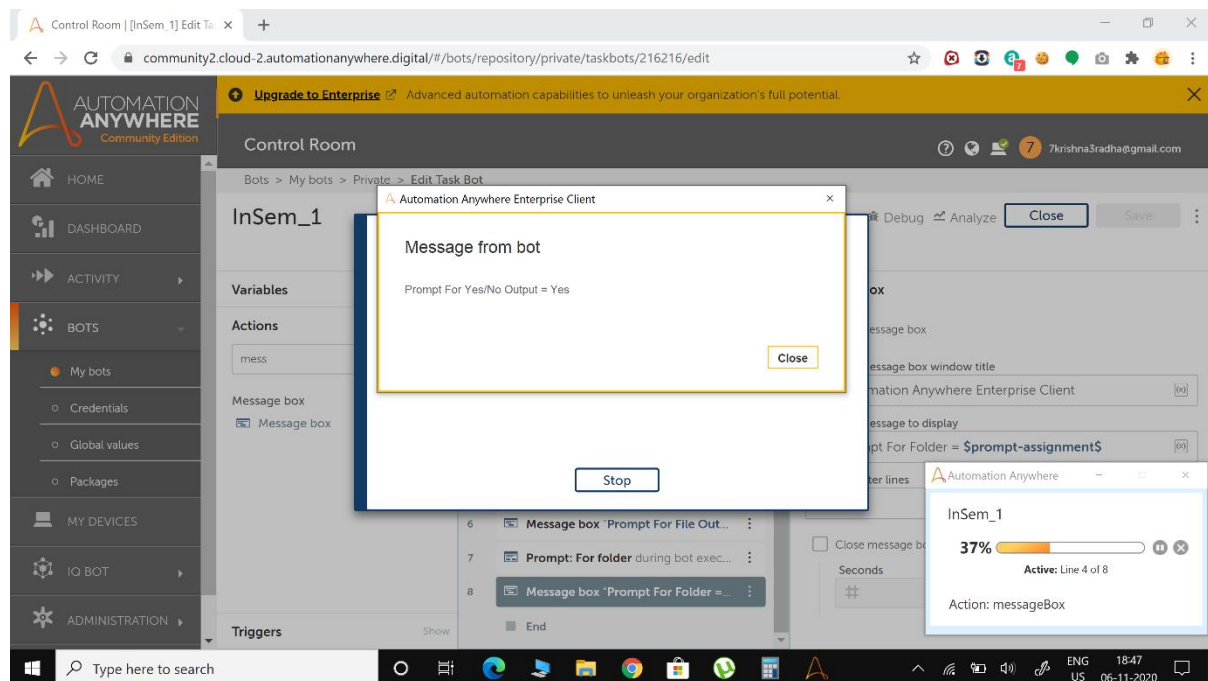 Control Room | [InSem_1] Edit Ta
community2.cloud-2.automationanywhere.digital/#/bots/repository/private/taskbots/216216/edit
7
AUTOMATION
ANYWHERE
Community Edition
Upgrade to Enterprise Advanced automation capabilities to unleash your organization's full potential.
Control Room
7 7krishna3radha@gmail.com
HOME
DASHBOARD
ACTIVITY
BOTS
My bots
Credentials
Global values
Packages
MY DEVICES
IQ BOT
ADMINISTRATION
Bots > My bots > Private > Edit Task Bot
InSem_1
Debug Analyze Close Save
Variables
Actions
mess
Message box
Message box
Triggers Show
Automation Anywhere Enterprise Client
Message from bot
Prompt For Yes/No Output = Yes
Close
Stop
6 Message box "Prompt For File Out...
7 Prompt: For folder during bot exec...
8 Message box "Prompt For Folder =...
End
ox
essage box
essage box window title
mation Anywhere Enterprise Client
essage to display
pt For Folder = $prompt-assignment$
ter lines
Close message bo
Seconds
#
Automation Anywhere
InSem_1
37%
Active: Line 4 of 8
Action: messageBox
Type here to search
ENG
US
18:47
06-11-2020